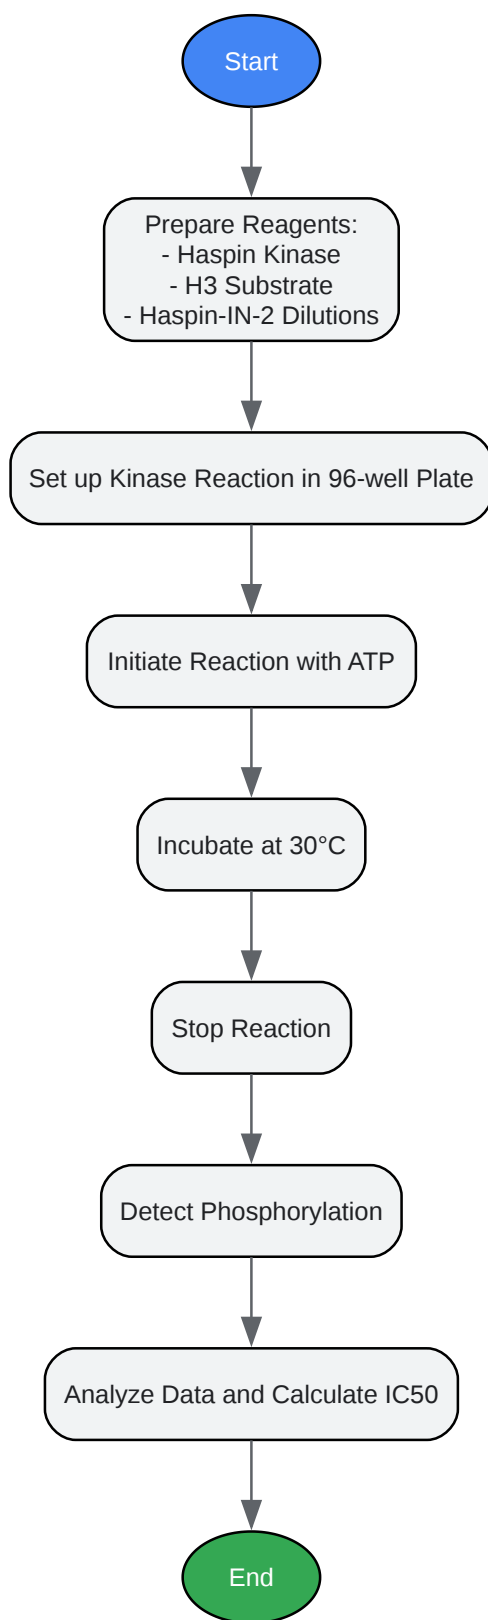 Start
Prepare Reagents:
- Haspin Kinase
- H3 Substrate
- Haspin-IN-2 Dilutions
Set up Kinase Reaction in 96-well Plate
Initiate Reaction with ATP
Incubate at 30°C
Stop Reaction
Detect Phosphorylation
Analyze Data and Calculate IC50
End